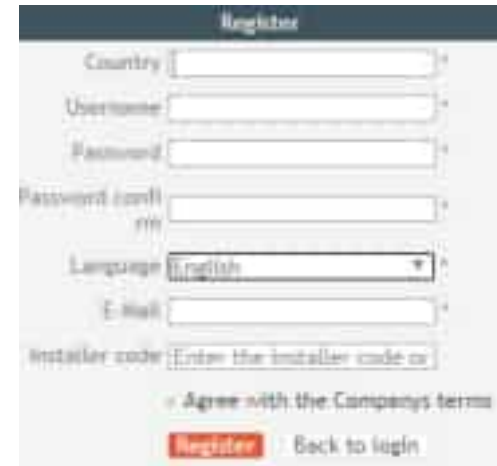 Register
Country *
Username *
Password *
Password confi
rm *
Language English *
E-Mail *
Installer code Enter the installer code or
Agree with the Companys terms
Register Back to login